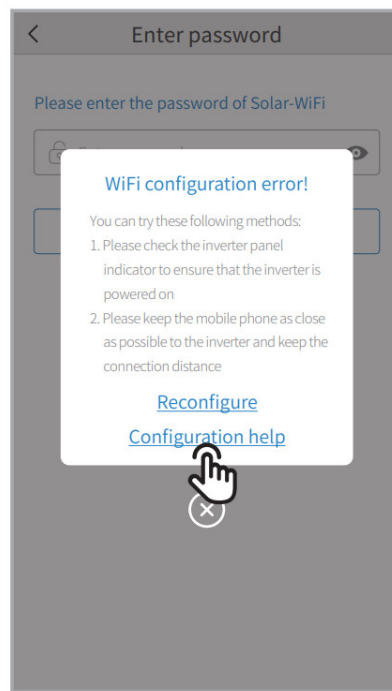 Enter password
Please enter the password of Solar-WiFi
WiFi configuration error!
You can try these following methods:
1. Please check the inverter panel
indicator to ensure that the inverter is
powered on
2. Please keep the mobile phone as close
as possible to the inverter and keep the
connection distance
Reconfigure
Configuration help